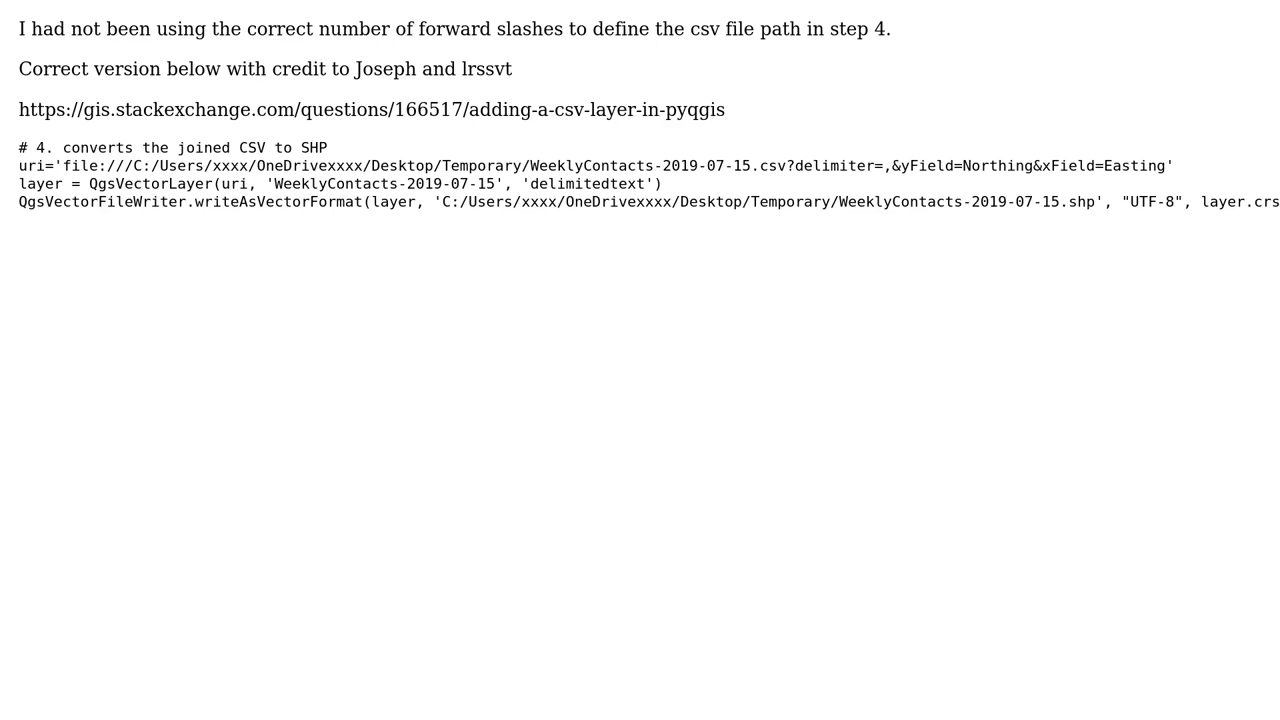 I had not been using the correct number of forward slashes to define the csv file path in step 4.
Correct version below with credit to Joseph and lrssvt
https://gis.stackexchange.com/questions/166517/adding-a-csv-layer-in-pyqgis
# 4. converts the joined CSV to SHP
uri='file:///C:/Users/xxxx/OneDrivexxxx/Desktop/Temporary/WeeklyContacts-2019-07-15.csv?delimiter=,&yField=Northing&xField=Easting'
layer = QgsVectorLayer(uri, 'WeeklyContacts-2019-07-15', 'delimitedtext')
QgsVectorFileWriter.writeAsVectorFormat(layer, 'C:/Users/xxxx/OneDrivexxxx/Desktop/Temporary/WeeklyContacts-2019-07-15.shp', "UTF-8", layer.crs